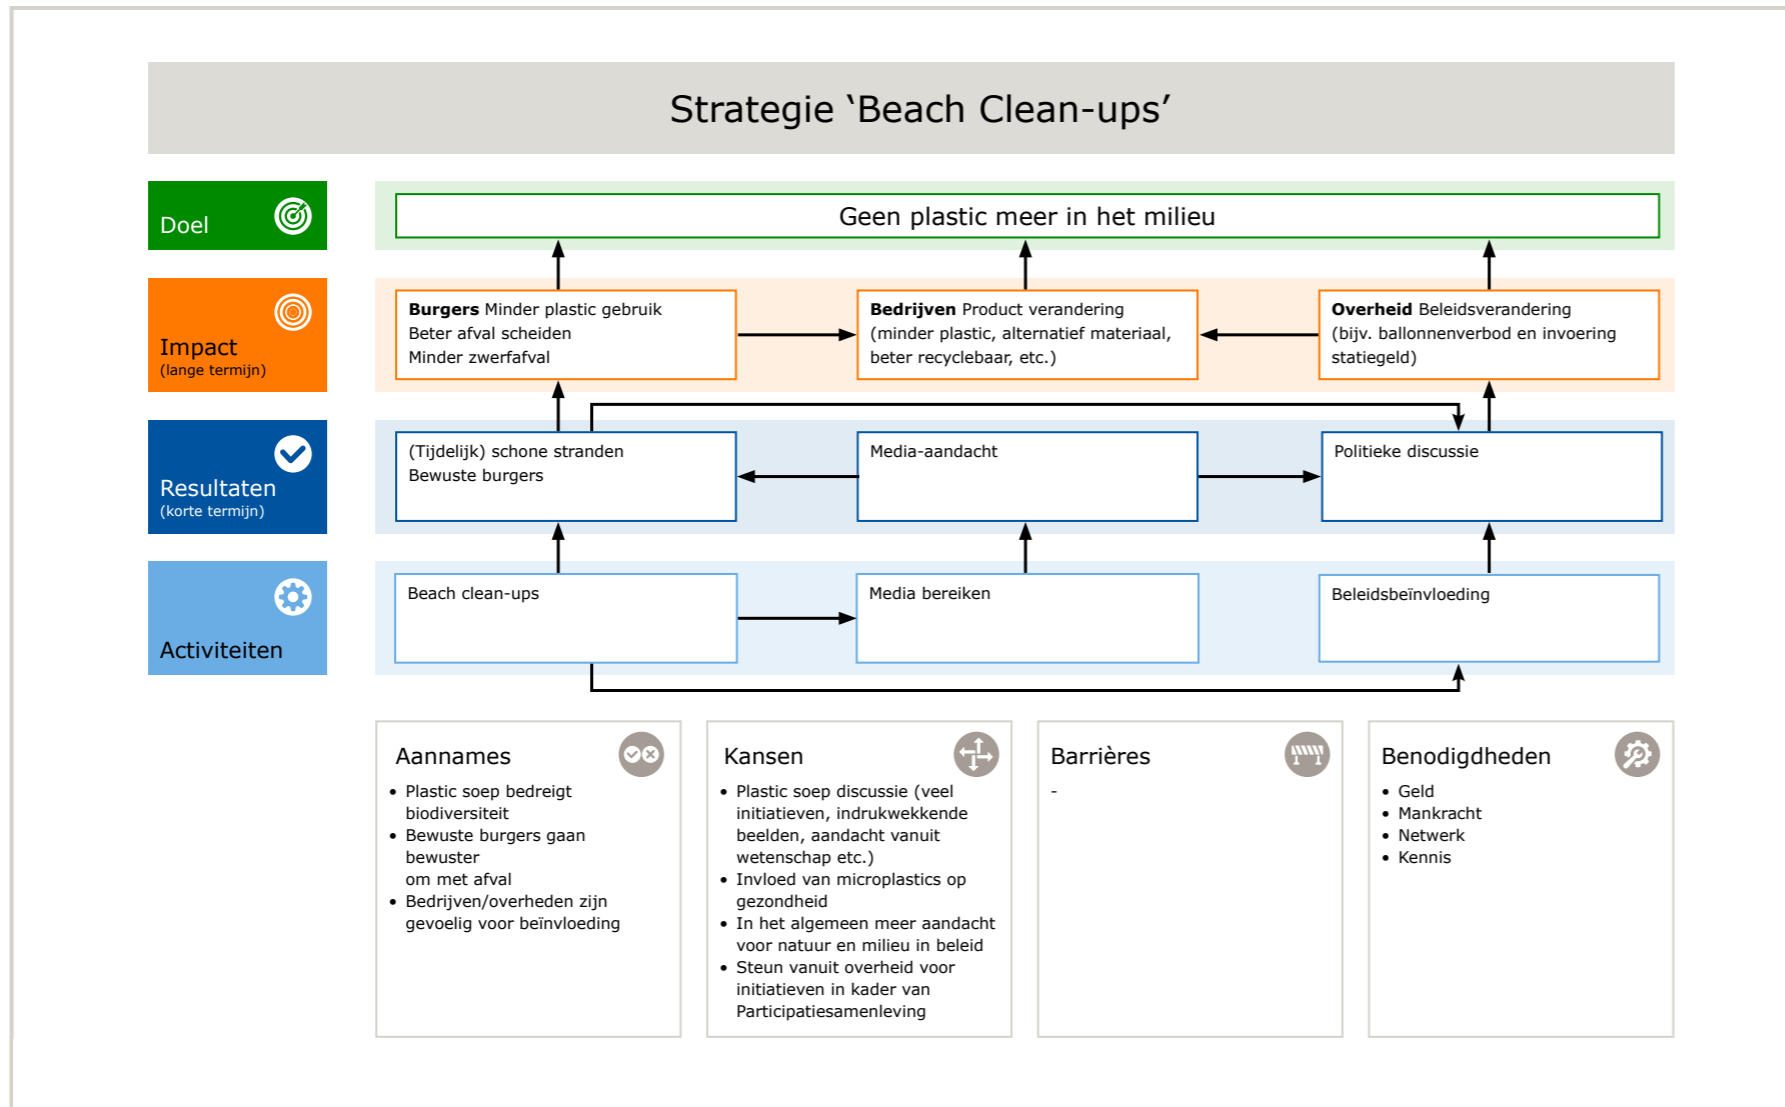 Strategie ‘Beach Clean-ups’
Doel
Geen plastic meer in het milieu
Impact
(lange termijn)
Burgers Minder plastic gebruik
Beter afval scheiden
Minder zwerfafval
Bedrijven Product verandering
(minder plastic, alternatief materiaal,
beter recyclebaar, etc.)
Overheid Beleidsverandering
(bijv. ballonnenverbod en invoering
statiegeld)
Resultaten
(korte termijn)
(Tijdelijk) schone stranden
Bewuste burgers
Media-aandacht
Politieke discussie
Activiteiten
Beach clean-ups
Media bereiken
Beleidsbeïnvloeding
Aannames
• Plastic soep bedreigt
biodiversiteit
• Bewuste burgers gaan
bewuster
om met afval
• Bedrijven/overheden zijn
gevoelig voor beïnvloeding
Kansen
• Plastic soep discussie (veel
initiatieven, indrukwekkende
beelden, aandacht vanuit
wetenschap etc.)
• Invloed van microplastics op
gezondheid
• In het algemeen meer aandacht
voor natuur en milieu in beleid
• Steun vanuit overheid voor
initiatieven in kader van
Participatiesamenleving
Barrières
-
Benodigdheden
• Geld
• Mankracht
• Netwerk
• Kennis